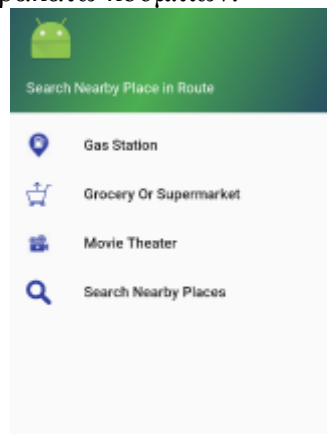 Search Nearby Place in Route
Gas Station
Grocery Or Supermarket
Movie Theater
Search Nearby Places